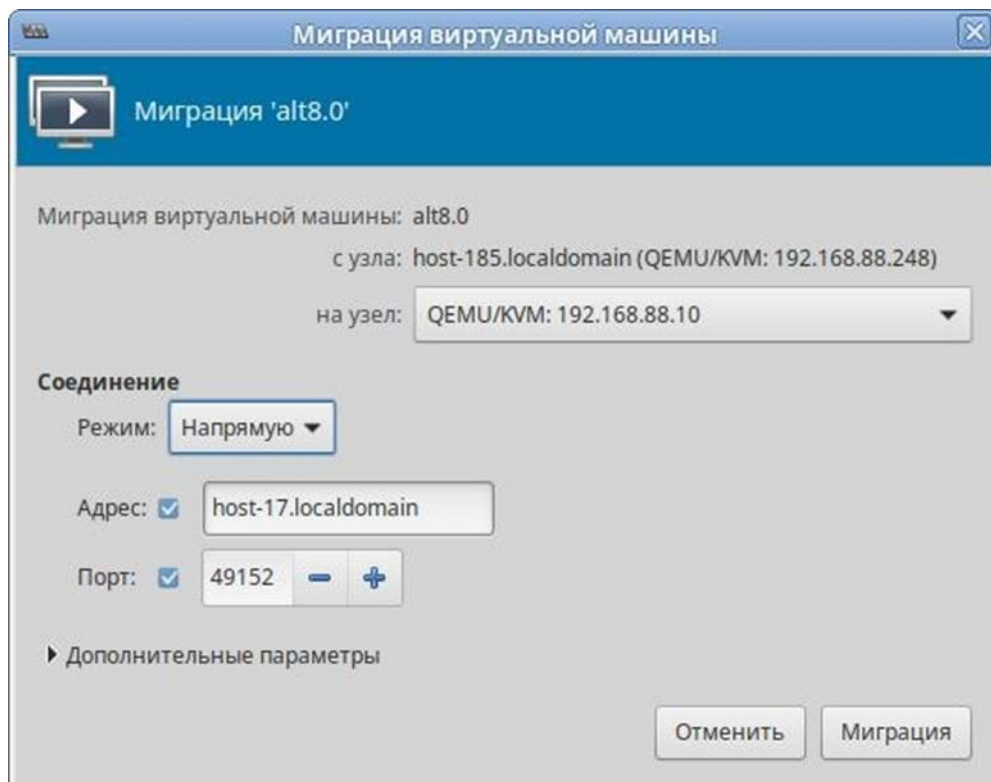 Миграция виртуальной машины
Миграция 'alt8.0'
Миграция виртуальной машины: alt8.0
с узла: host-185.localdomain (QEMU/KVM: 192.168.88.248)
на узел: QEMU/KVM: 192.168.88.10
Соединение
Режим: Напрямую
Адрес: host-17.localdomain
Порт: 49152
Дополнительные параметры
Отменить Миграция